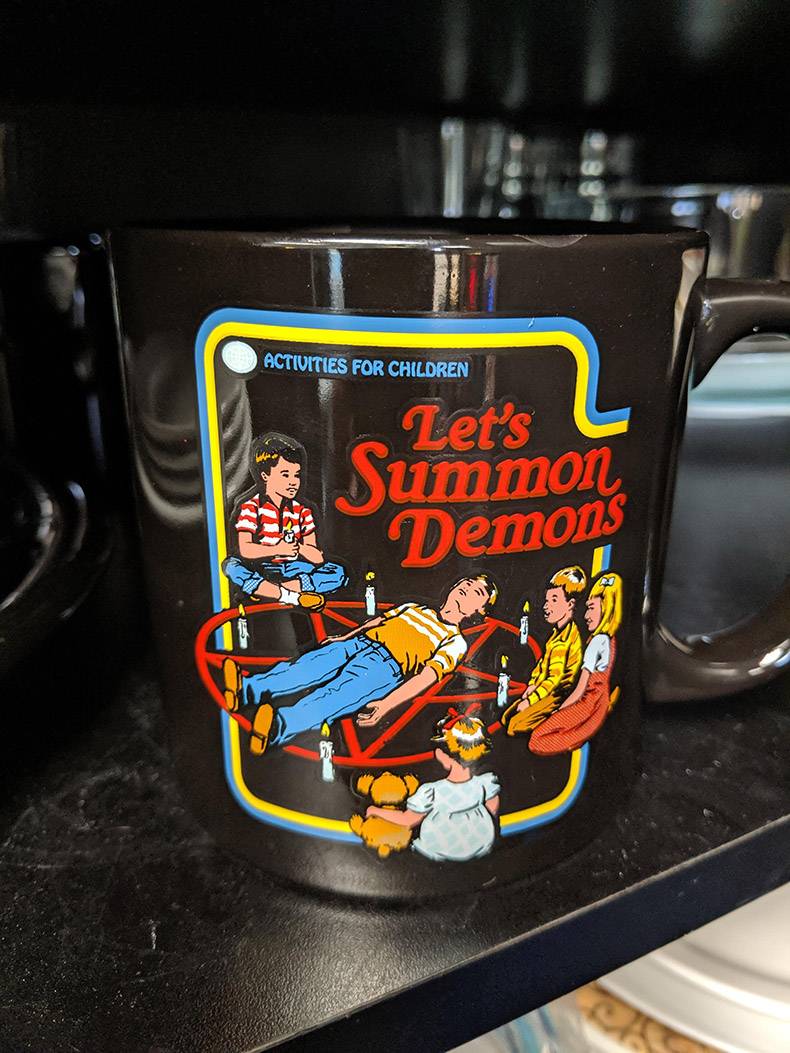 ACTIVITIES FOR CHILDREN
Let's
Summon
Demons